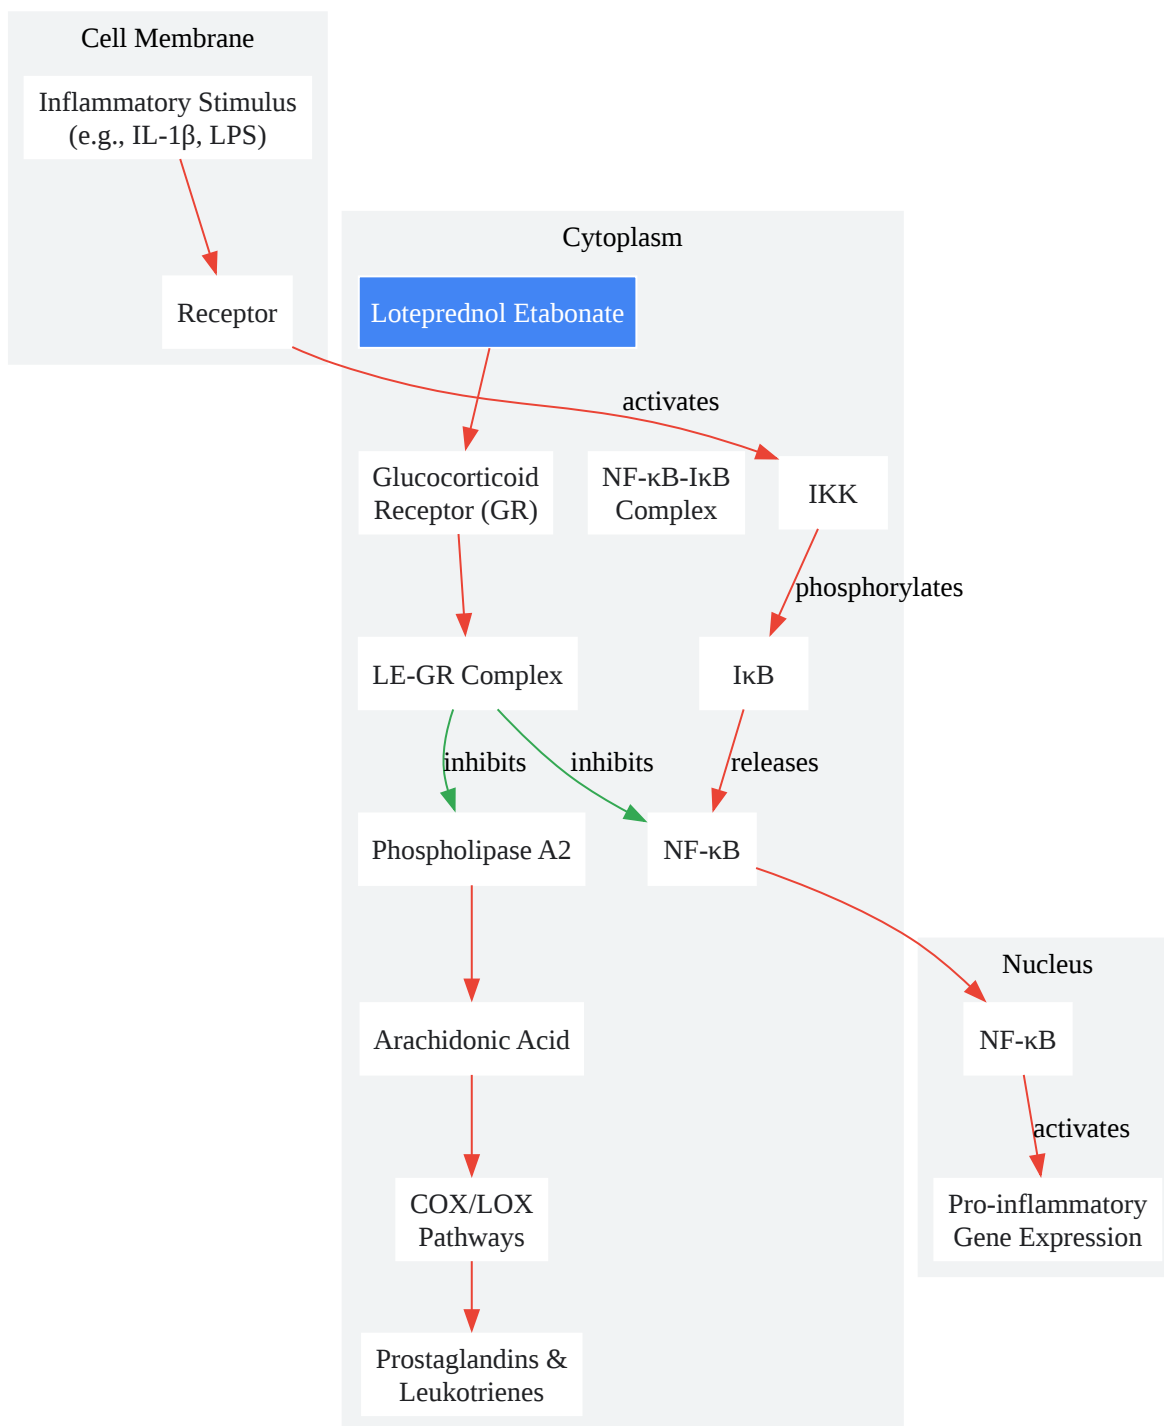 Cell Membrane
Inflammatory Stimulus
(e.g., IL-1β, LPS)
Receptor
Cytoplasm
Loteprednol Etabonate
activates
Glucocorticoid
Receptor (GR)
NF-κB-IκB
Complex
IKK
phosphorylates
LE-GR Complex
IκB
inhibits
inhibits
releases
Phospholipase A2
NF-κB
Nucleus
Arachidonic Acid
NF-κB
activates
COX/LOX
Pathways
Pro-inflammatory
Gene Expression
Prostaglandins &
Leukotrienes